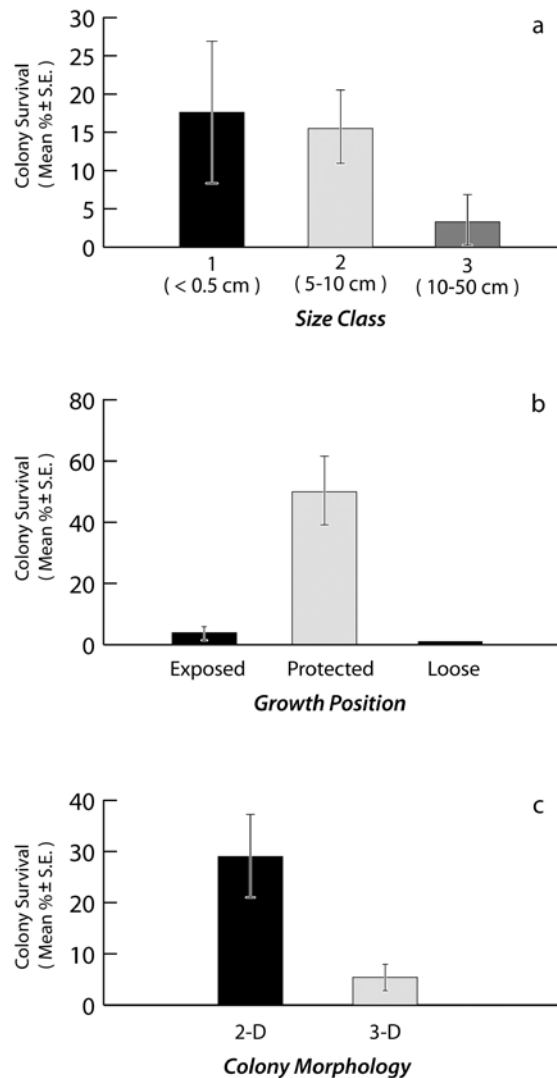 a
Colony Survival
( Mean % ± S.E. )
30
25
20
15
10
5
0
1 2 3
( < 0.5 cm ) ( 5-10 cm ) ( 10-50 cm )
Size Class
b
Colony Survival
( Mean % ± S.E. )
80
60
40
20
0
Exposed Protected Loose
Growth Position
c
Colony Survival
( Mean % ± S.E. )
40
30
20
10
0
2-D 3-D
Colony Morphology